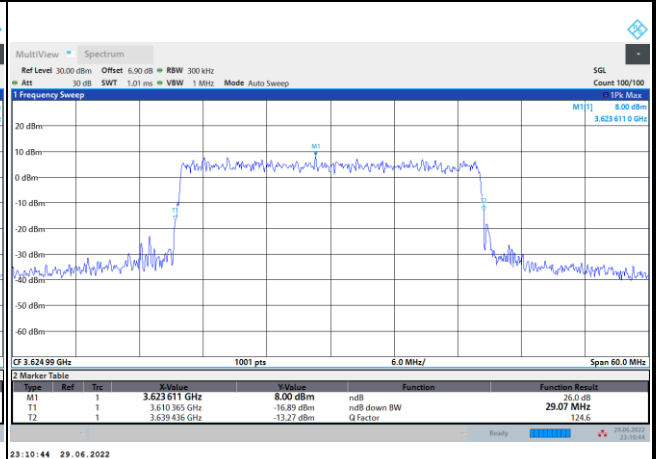 MultiView Spectrum
Ref Level 30.00 dBm Offset 6.90 dB RBW 300 kHz SGL
Att 30 dB SWT 1.01 ms VBW 1 MHz Mode Auto Sweep Count 100/100
1 Frequency Sweep 1Pk Max
M1[1] 8.00 dBm
3.623 611 0 GHz
20 dBm
M1
10 dBm
0 dBm
-10 dBm
T1
T2
-20 dBm
-30 dBm
-40 dBm
-50 dBm
-60 dBm
CF 3.624 99 GHz 1001 pts 6.0 MHz/ Span 60.0 MHz
2 Marker Table
Type Ref Trc X-Value Y-Value Function Function Result
M1 1 3.623 611 GHz 8.00 dBm ndB 26.0 dB
T1 1 3.610 365 GHz -16.89 dBm ndB down BW 29.07 MHz
T2 1 3.639 436 GHz -13.27 dBm Q Factor 124.6
Ready 29.06.2022
23:10:44
23:10:44 29.06.2022